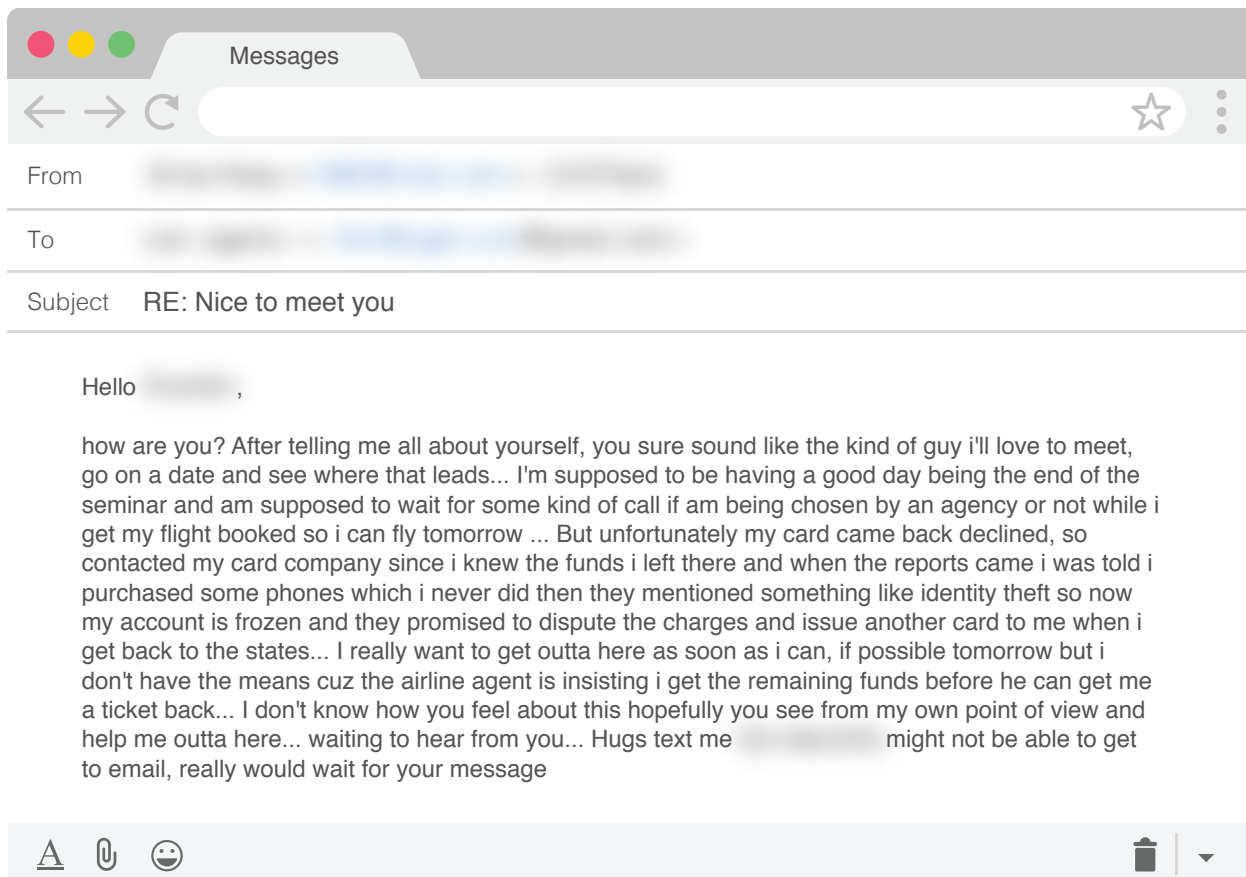 Messages
From
To
Subject RE: Nice to meet you
Hello ,
how are you? After telling me all about yourself, you sure sound like the kind of guy i'll love to meet,
go on a date and see where that leads... I'm supposed to be having a good day being the end of the
seminar and am supposed to wait for some kind of call if am being chosen by an agency or not while i
get my flight booked so i can fly tomorrow ... But unfortunately my card came back declined, so
contacted my card company since i knew the funds i left there and when the reports came i was told i
purchased some phones which i never did then they mentioned something like identity theft so now
my account is frozen and they promised to dispute the charges and issue another card to me when i
get back to the states... I really want to get outta here as soon as i can, if possible tomorrow but i
don't have the means cuz the airline agent is insisting i get the remaining funds before he can get me
a ticket back... I don't know how you feel about this hopefully you see from my own point of view and
help me outta here... waiting to hear from you... Hugs text me might not be able to get
to email, really would wait for your message
A